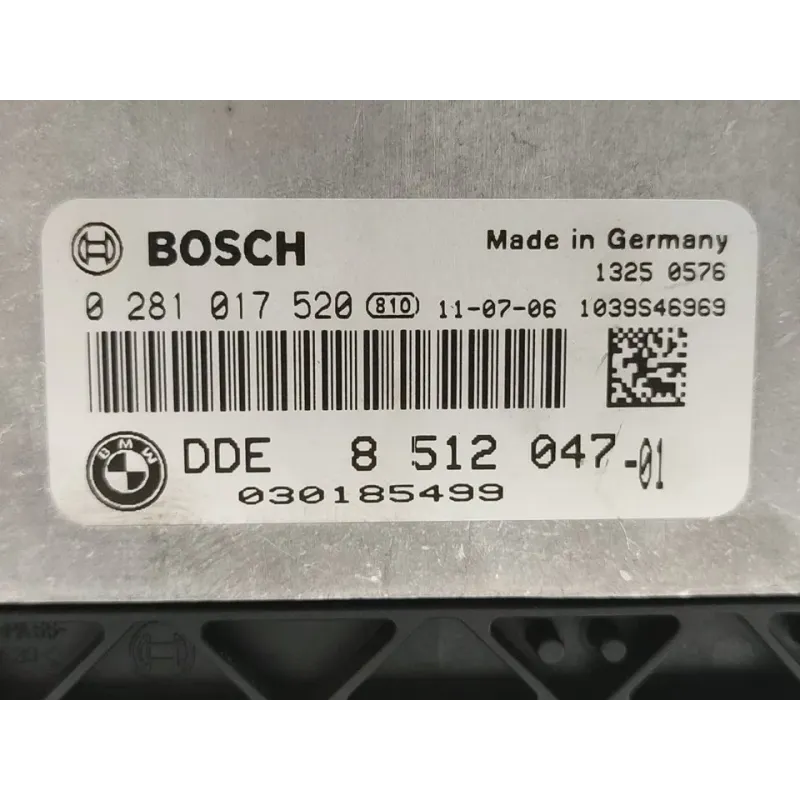 BOSCH Made in Germany
1325 0576
0 281 017 520 810 11-07-06 1039S46969
BMW DDE 8 512 047-01
030185499